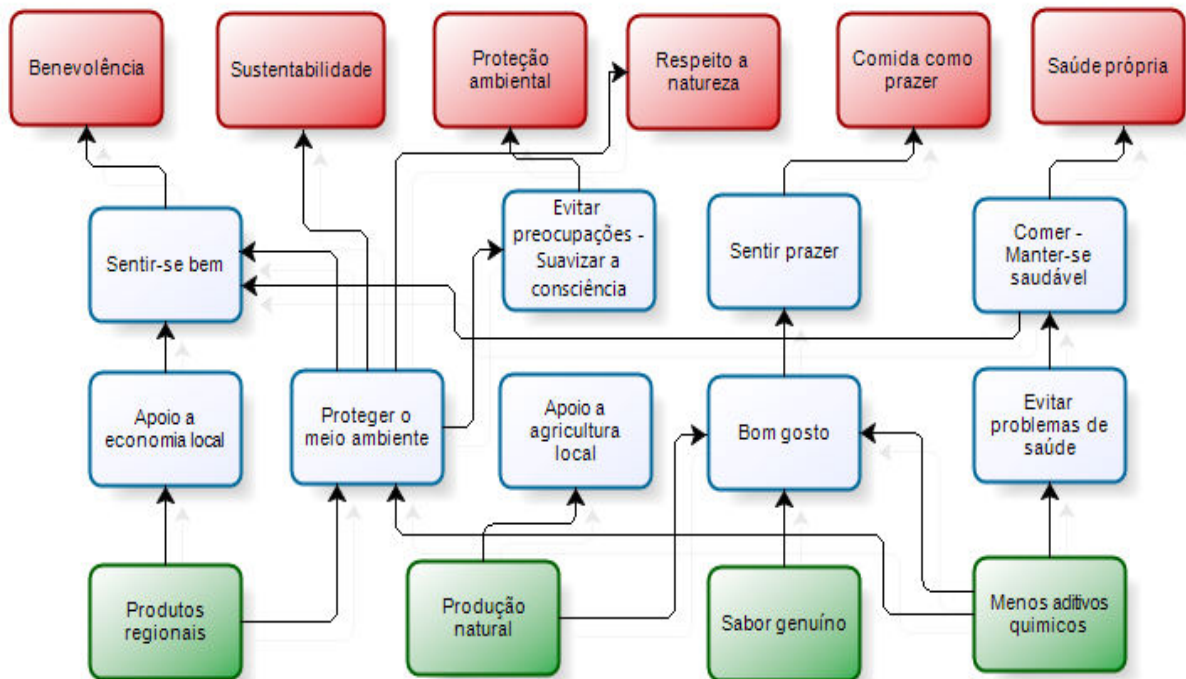 Benevolência
Sustentabilidade
Proteção
ambiental
Respeito a
natureza
Comida como
prazer
Saúde própria
Sentir-se bem
Evitar
preocupações -
Suavizar a
consciência
Sentir prazer
Comer -
Manter-se
saudável
Apoio a
economia local
Proteger o
meio ambiente
Apoio a
agricultura
local
Bom gosto
Evitar
problemas de
saúde
Produtos
regionais
Produção
natural
Sabor genuíno
Menos aditivos
quimicos